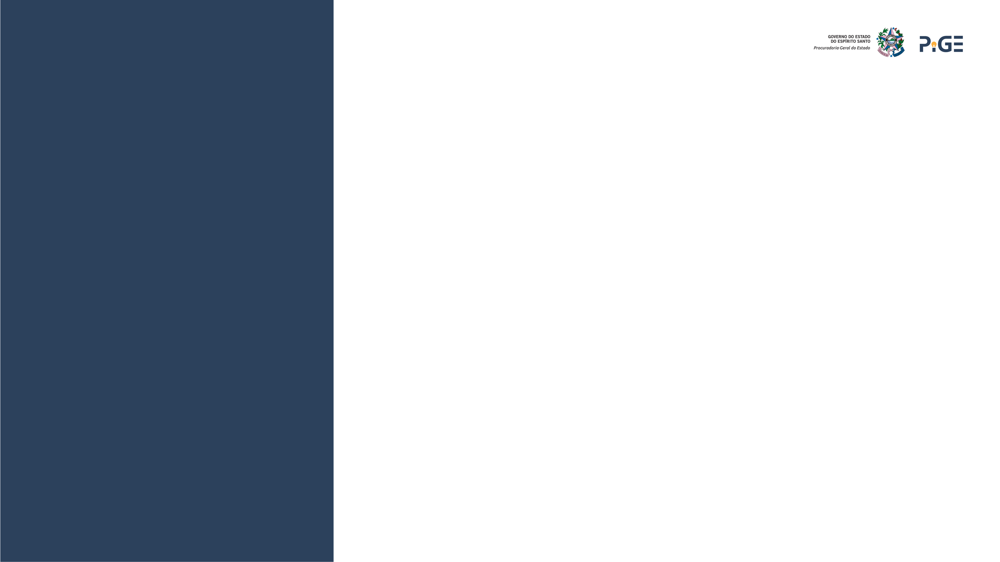 GOVERNO DO ESTADO
DO ESPÍRITO SANTO
Procuradoria-Geral do Estado
PiGE